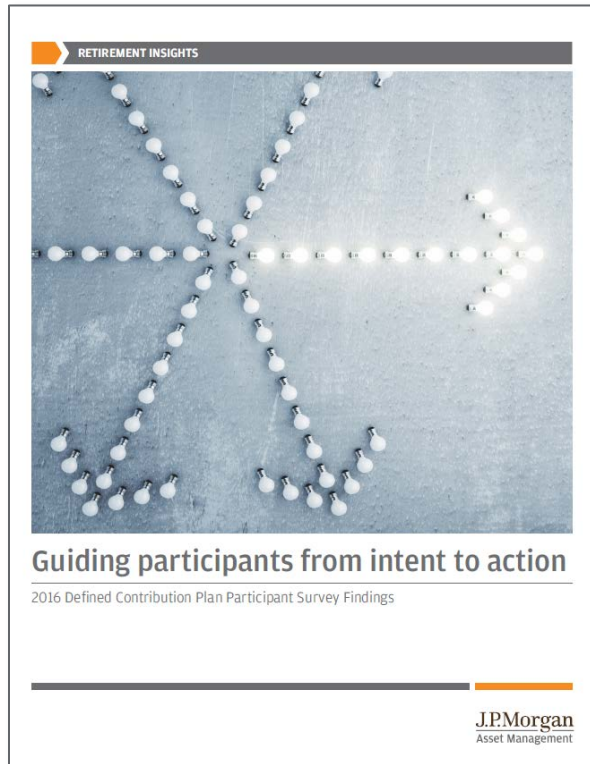 RETIREMENT INSIGHTS
Guiding participants from intent to action
2016 Defined Contribution Plan Participant Survey Findings
J.P.Morgan
Asset Management